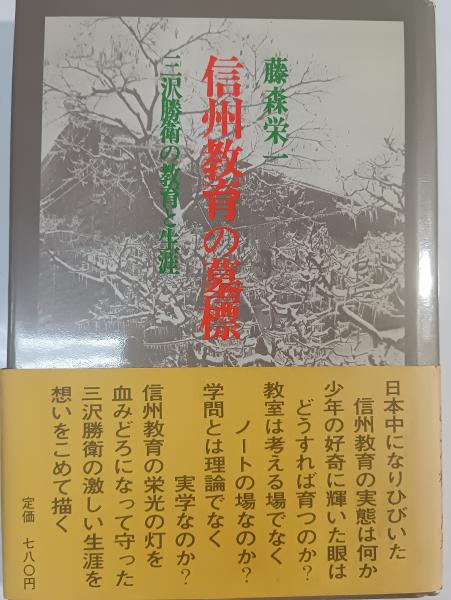 藤森栄一
信州教育の墓標
三沢勝衛の教育と生涯
日本中になりひびいた
信州教育の実態は何か
少年の好奇に輝いた眼は
どうすれば育つのか？
教室は考える場でなく
ノートの場なのか？
学問とは理論でなく
実学なのか？
信州教育の栄光の灯を
血みどろになって守った
三沢勝衛の激しい生涯を
想いをこめて描く
定価 七八〇円